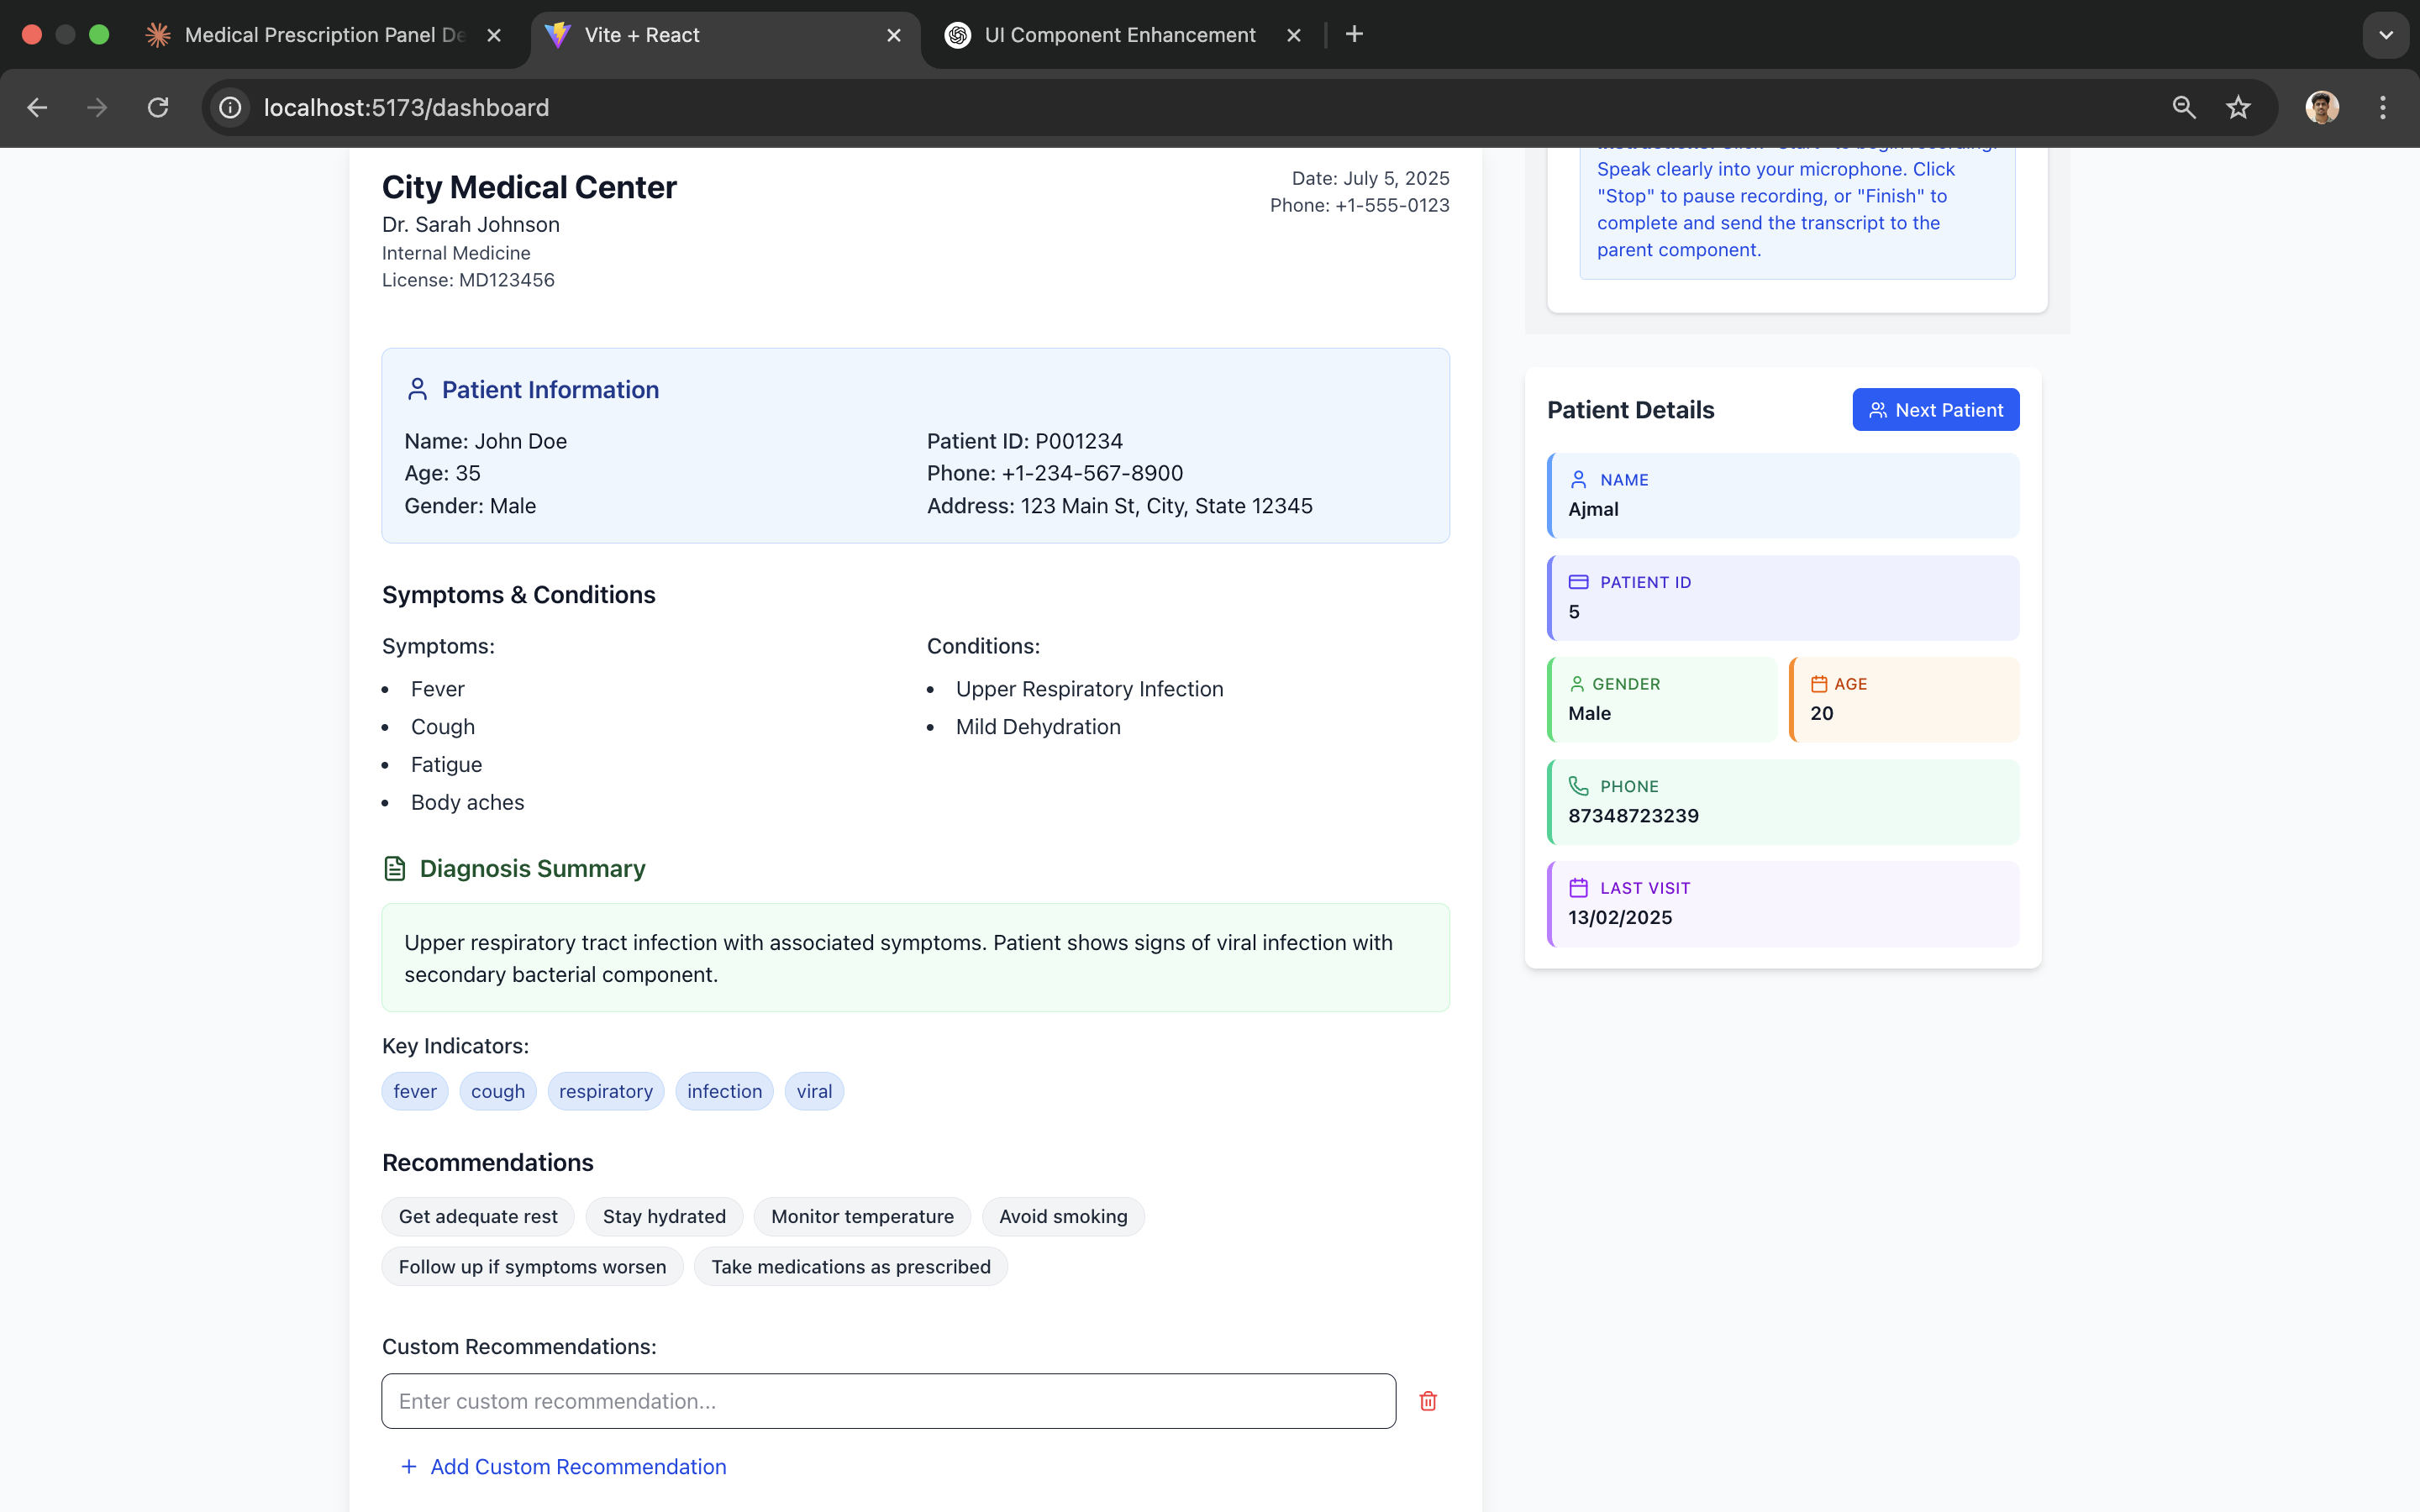 Medical Prescription Panel De
Vite + React
UI Component Enhancement
localhost:5173/dashboard
City Medical Center
Dr. Sarah Johnson
Internal Medicine
License: MD123456
Date: July 5, 2025
Phone: +1-555-0123
Patient Information
Name: John Doe
Age: 35
Gender: Male
Patient ID: P001234
Phone: +1-234-567-8900
Address: 123 Main St, City, State 12345
Symptoms & Conditions
Symptoms:
• Fever
• Cough
• Fatigue
• Body aches
Conditions:
• Upper Respiratory Infection
• Mild Dehydration
Diagnosis Summary
Upper respiratory tract infection with associated symptoms. Patient shows signs of viral infection with
secondary bacterial component.
Key Indicators:
fever cough respiratory infection viral
Recommendations
Get adequate rest Stay hydrated Monitor temperature Avoid smoking
Follow up if symptoms worsen Take medications as prescribed
Custom Recommendations:
Enter custom recommendation...
+ Add Custom Recommendation
Speak clearly into your microphone. Click
"Stop" to pause recording, or "Finish" to
complete and send the transcript to the
parent component.
Patient Details
Next Patient
NAME
Ajmal
PATIENT ID
5
GENDER
Male
AGE
20
PHONE
87348723239
LAST VISIT
13/02/2025